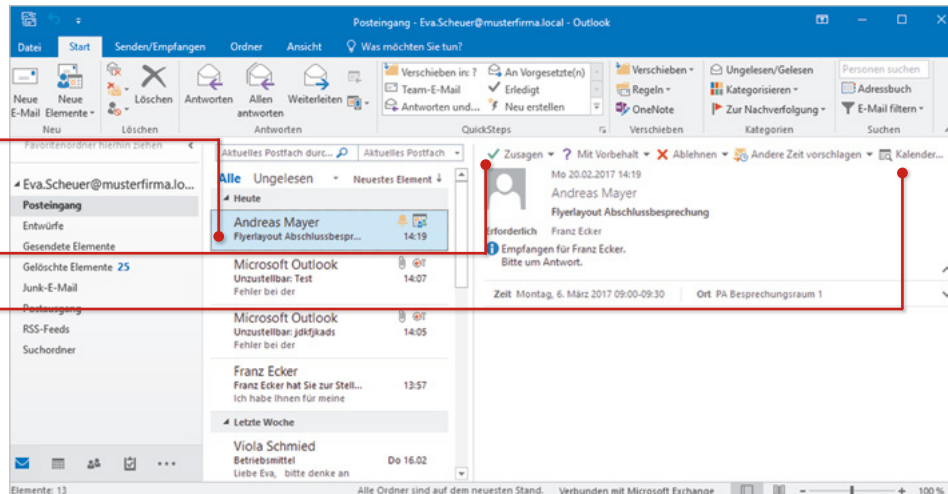 Posteingang - Eva.Scheuer@musterfirma.local - Outlook
Datei Start Senden/Empfangen Ordner Ansicht Was möchten Sie tun?
Neue E-Mail
Neue Elemente
Löschen
Antworten
Allen antworten
Weiterleiten
Verschieben in: ?
Team-E-Mail
Antworten und...
An Vorgesetzte(n)
Erledigt
Neu erstellen
Verschieben
Regeln
OneNote
Ungelesen/Gelesen
Kategorisieren
Zur Nachverfolgung
Personen suchen
Adressbuch
E-Mail filtern
Neu Löschen Antworten QuickSteps Verschieben Kategorien Suchen
Favoritenordner hierhin ziehen
Eva.Scheuer@musterfirma.lo...
Posteingang
Entwürfe
Gesendete Elemente
Gelöschte Elemente 25
Junk-E-Mail
Postausgang
RSS-Feeds
Suchordner
Aktuelles Postfach durc... Aktuelles Postfach
Alle Ungelesen Neuestes Element
Heute
Andreas Mayer
Flyerlayout Abschlussbespr... 14:19
Microsoft Outlook
Unzustellbar: Test 14:07
Fehler bei der
Microsoft Outlook
Unzustellbar: jdkfjkads 14:05
Fehler bei der
Franz Ecker
Franz Ecker hat Sie zur Stell... 13:57
Ich habe Ihnen für meine
Letzte Woche
Viola Schmied
Betriebsmittel Do 16.02
Liebe Eva, bitte denke an
Zusagen ? Mit Vorbehalt Ablehnen Andere Zeit vorschlagen Kalender...
Mo 20.02.2017 14:19
Andreas Mayer
Flyerlayout Abschlussbesprechung
Erforderlich Franz Ecker
Empfangen für Franz Ecker.
Bitte um Antwort.
Zeit Montag, 6. März 2017 09:00-09:30 Ort PA Besprechungsraum 1
Elemente: 13 Alle Ordner sind auf dem neuesten Stand. Verbunden mit Microsoft Exchange 100 %